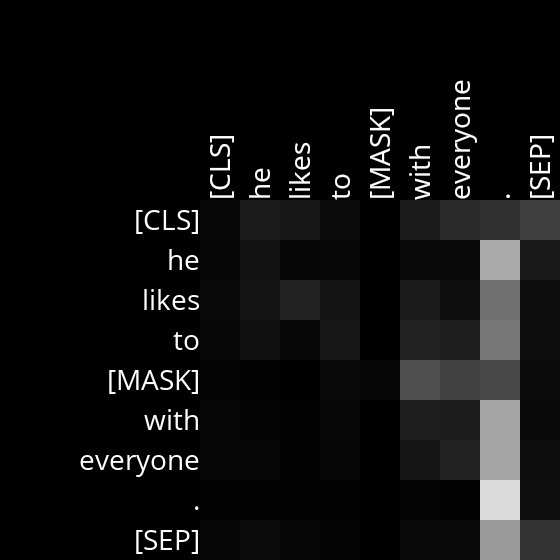 [CLS] he likes to [MASK] with everyone . [SEP]
[CLS]
he
likes
to
[MASK]
with
everyone
.
[SEP]